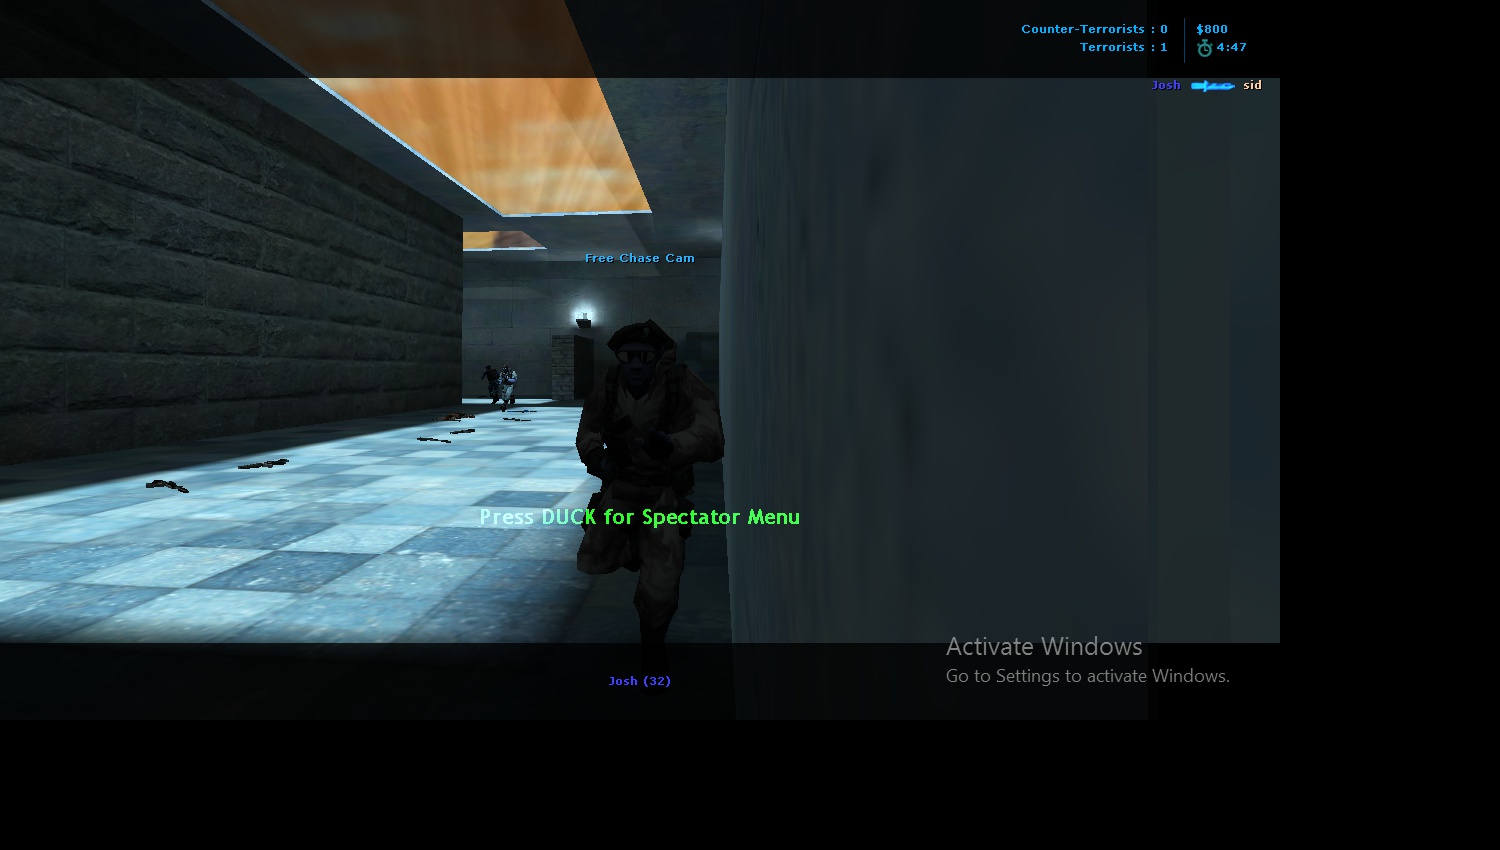 Counter-Terrorists : 0 $800
Terrorists : 1 4:47
Josh sid
Free Chase Cam
Press DUCK for Spectator Menu
Activate Windows
Go to Settings to activate Windows.
Josh (32)